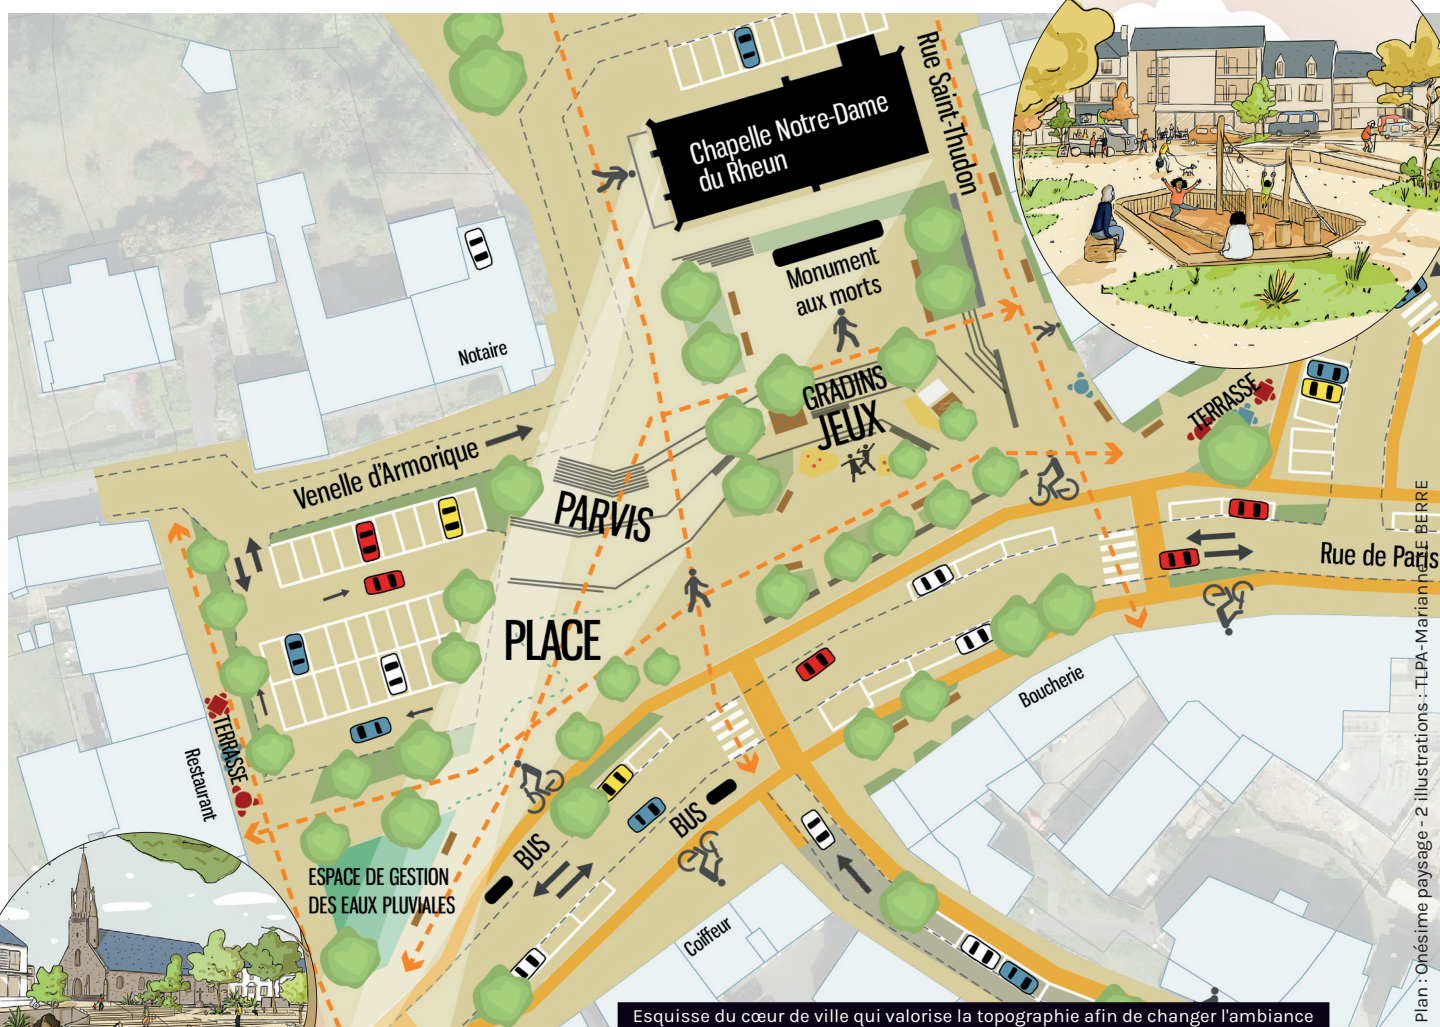 Rue Saint-Thudon
Chapelle Notre-Dame
du Rheun
Monument
aux morts
Notaire
GRADINS
JEUX
TERRASSE
Venelle d'Armorique
PARVIS
Rue de Paris
PLACE
Boucherie
TERRASSE
Restaurant
BUS
BUS
ESPACE DE GESTION
DES EAUX PLUVIALES
Coiffeur
Plan : Onésime paysage - 2 illustrations : TLPA-Marianne LE BERRE
Esquisse du cœur de ville qui valorise la topographie afin de changer l'ambiance